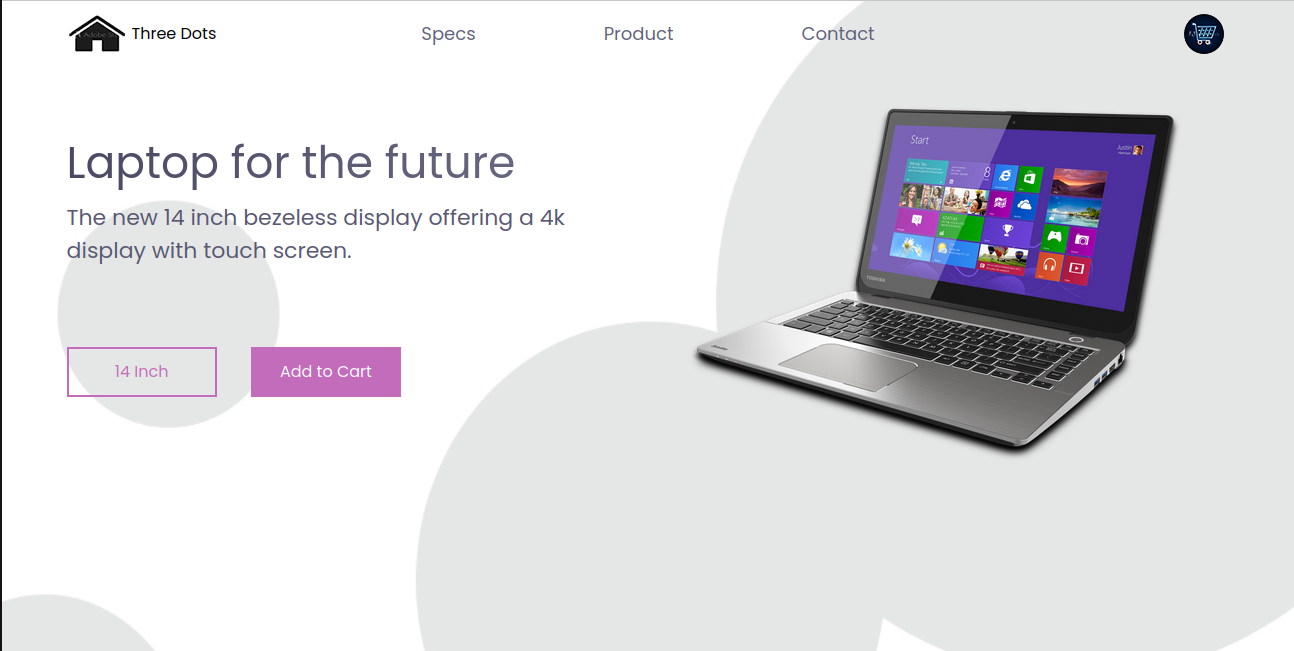 Three Dots
Specs
Product
Contact
Laptop for the future
The new 14 inch bezeless display offering a 4k
display with touch screen.
14 Inch
Add to Cart
Start
Justin
TOSHIBA